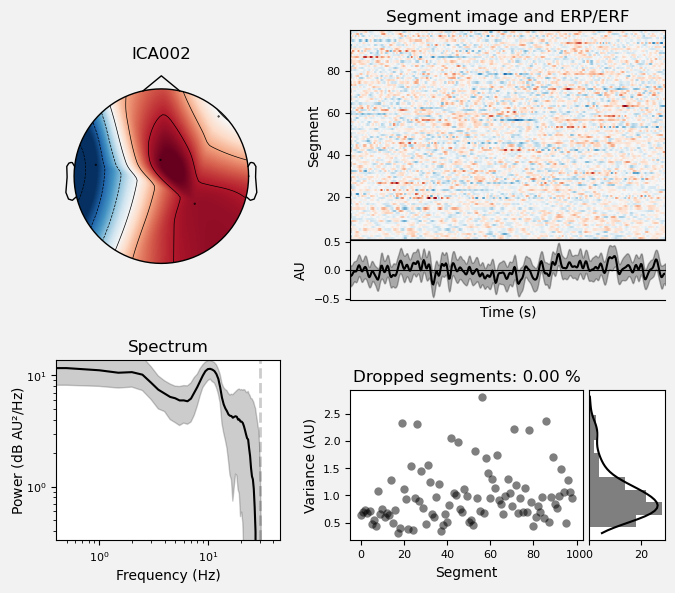 ICA002
Segment image and ERP/ERF
Segment
80
60
40
20
AU
0.5
0.0
−0.5
Time (s)
Spectrum
Power (dB AU²/Hz)
10¹
10⁰
10⁰ 10¹
Frequency (Hz)
Dropped segments: 0.00 %
Variance (AU)
2.5
2.0
1.5
1.0
0.5
0 20 40 60 80 100 0 20
Segment